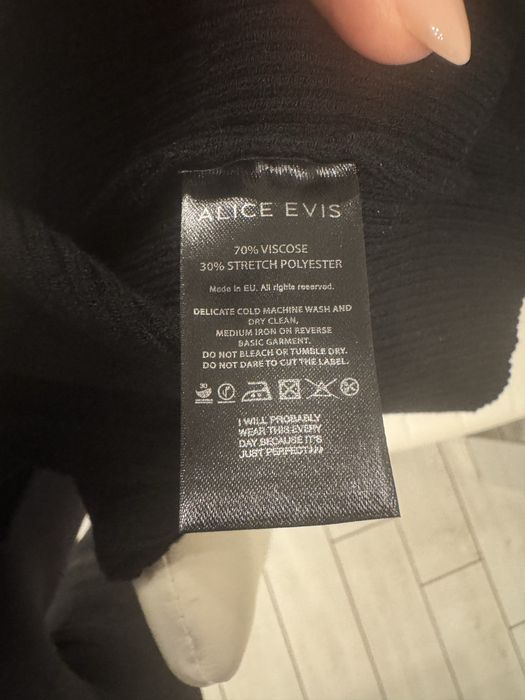 ALICE EVIS
70% VISCOSE
30% STRETCH POLYESTER
Made in EU. All rights reserved.
DELICATE COLD MACHINE WASH AND
DRY CLEAN,
MEDIUM IRON ON REVERSE
BASIC GARMENT.
DO NOT BLEACH OR TUMBLE DRY.
DO NOT DARE TO CUT THE LABEL.
30
I WILL PROBABLY
WEAR THIS EVERY
DAY BECAUSE IT'S
JUST PERFECT!!!